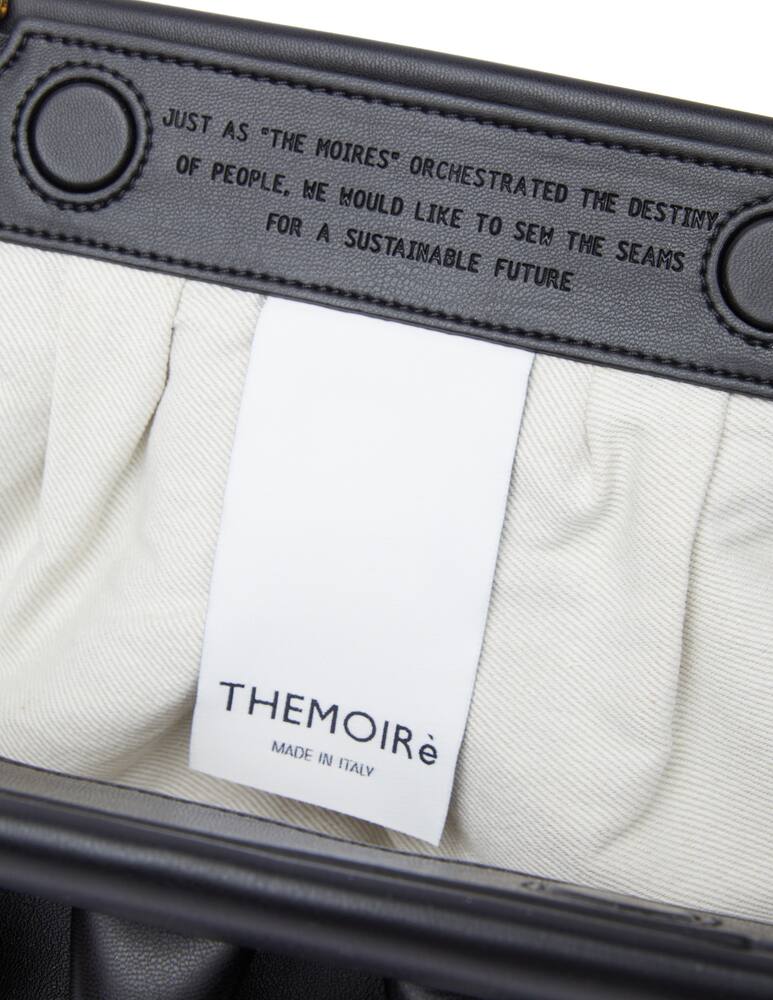 JUST AS "THE MOIRES" ORCHESTRATED THE DESTINY
OF PEOPLE, WE WOULD LIKE TO SEW THE SEAMS
FOR A SUSTAINABLE FUTURE
THEMOIRè
MADE IN ITALY